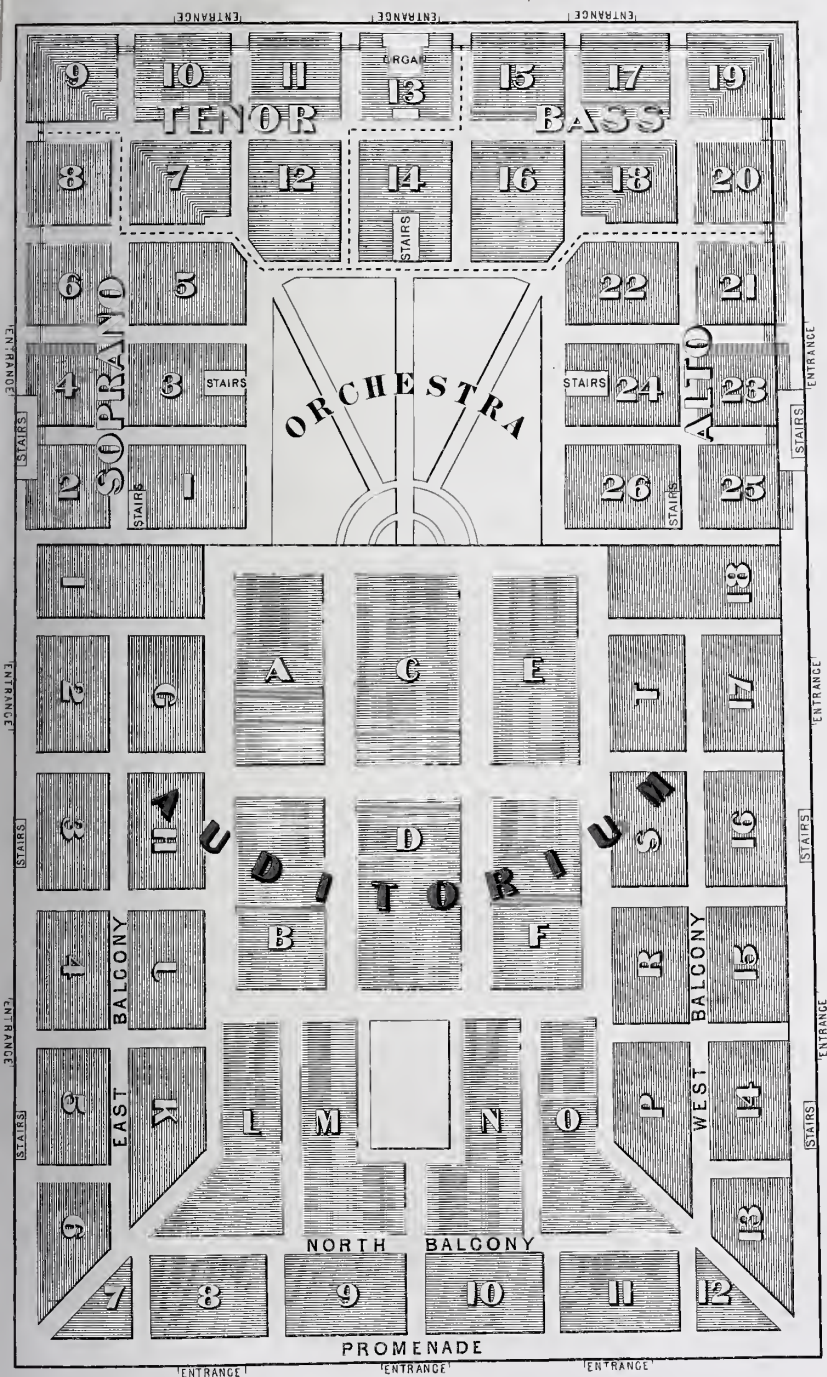 ENTRANCE ENTRANCE ENTRANCE
9 10 11 ORGAN 13 15 17 19
TENOR BASS
8 7 12 14 16 18 20
STAIRS
6 5 22 21
ENTRANCE ENTRANCE
SOPRANO ORCHESTRA ALTO
4 3 STAIRS STAIRS 24 23
STAIRS STAIRS
2 STAIRS 1 26 STAIRS 25
1 18
A C E
ENTRANCE 2 G T 17 ENTRANCE
AUDITORIUM
STAIRS 3 H D S 16 STAIRS
B F
4 J R 15
EAST BALCONY WEST BALCONY
ENTRANCE ENTRANCE
STAIRS 5 K L M N O P 14 STAIRS
6 13
NORTH BALCONY
7 8 9 10 11 12
PROMENADE
ENTRANCE ENTRANCE ENTRANCE